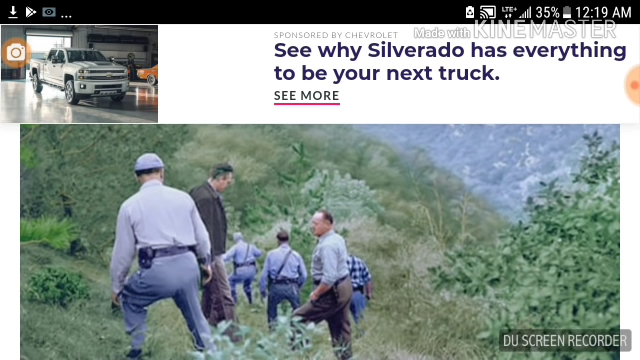 ... LTE+ 35% 12:19 AM
Made with KINEMASTER
SPONSORED BY CHEVROLET
See why Silverado has everything
to be your next truck.
SEE MORE
DU SCREEN RECORDER